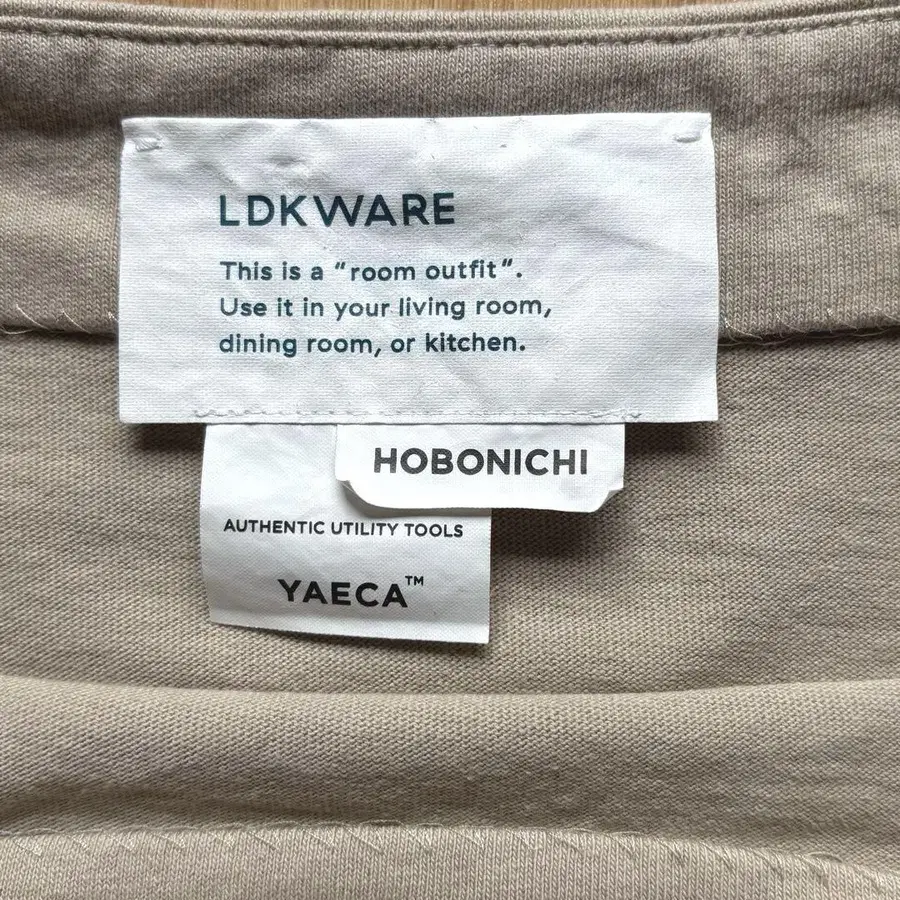 LDKWARE
This is a “room outfit”.
Use it in your living room,
dining room, or kitchen.
HOBONICHI
AUTHENTIC UTILITY TOOLS
YAECA™